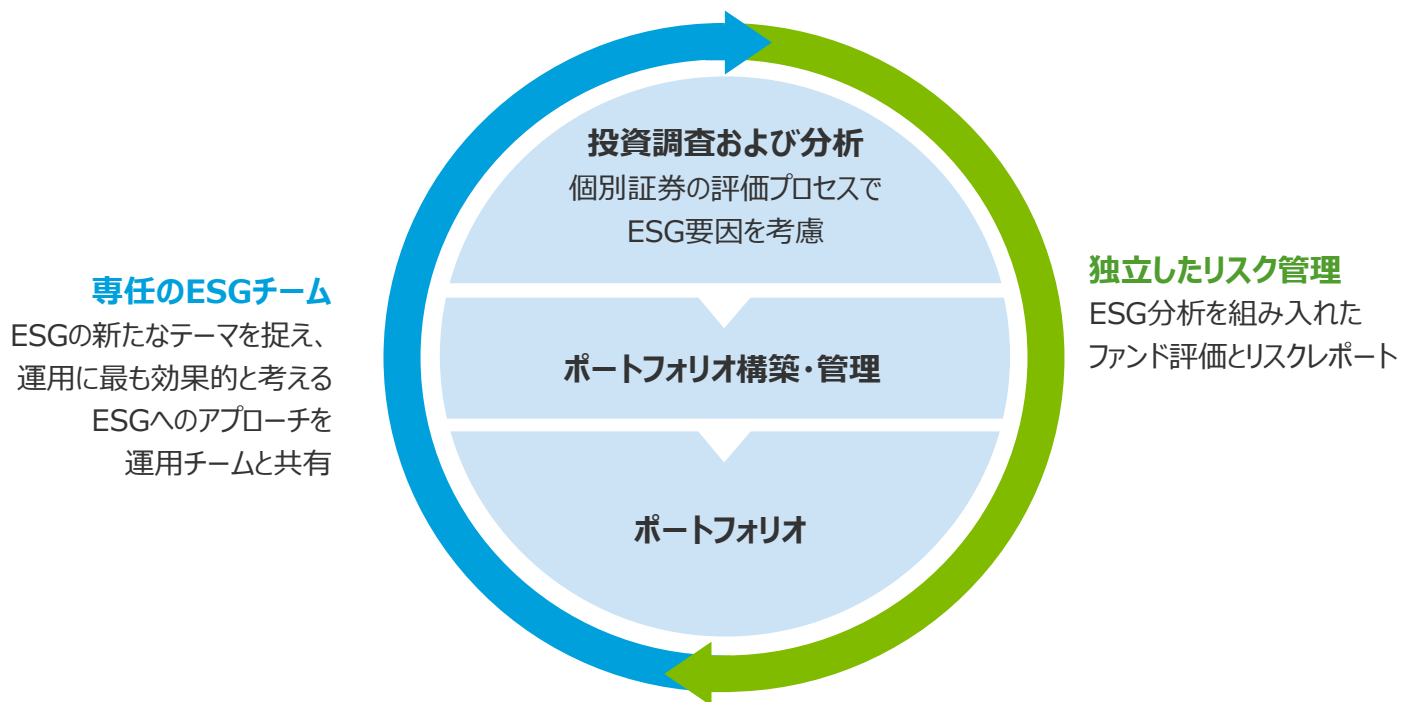 投資調査および分析
個別証券の評価プロセスで
ESG要因を考慮
ポートフォリオ構築・管理
ポートフォリオ
専任のESGチーム
ESGの新たなテーマを捉え、
運用に最も効果的と考える
ESGへのアプローチを
運用チームと共有
独立したリスク管理
ESG分析を組み入れた
ファンド評価とリスクレポート